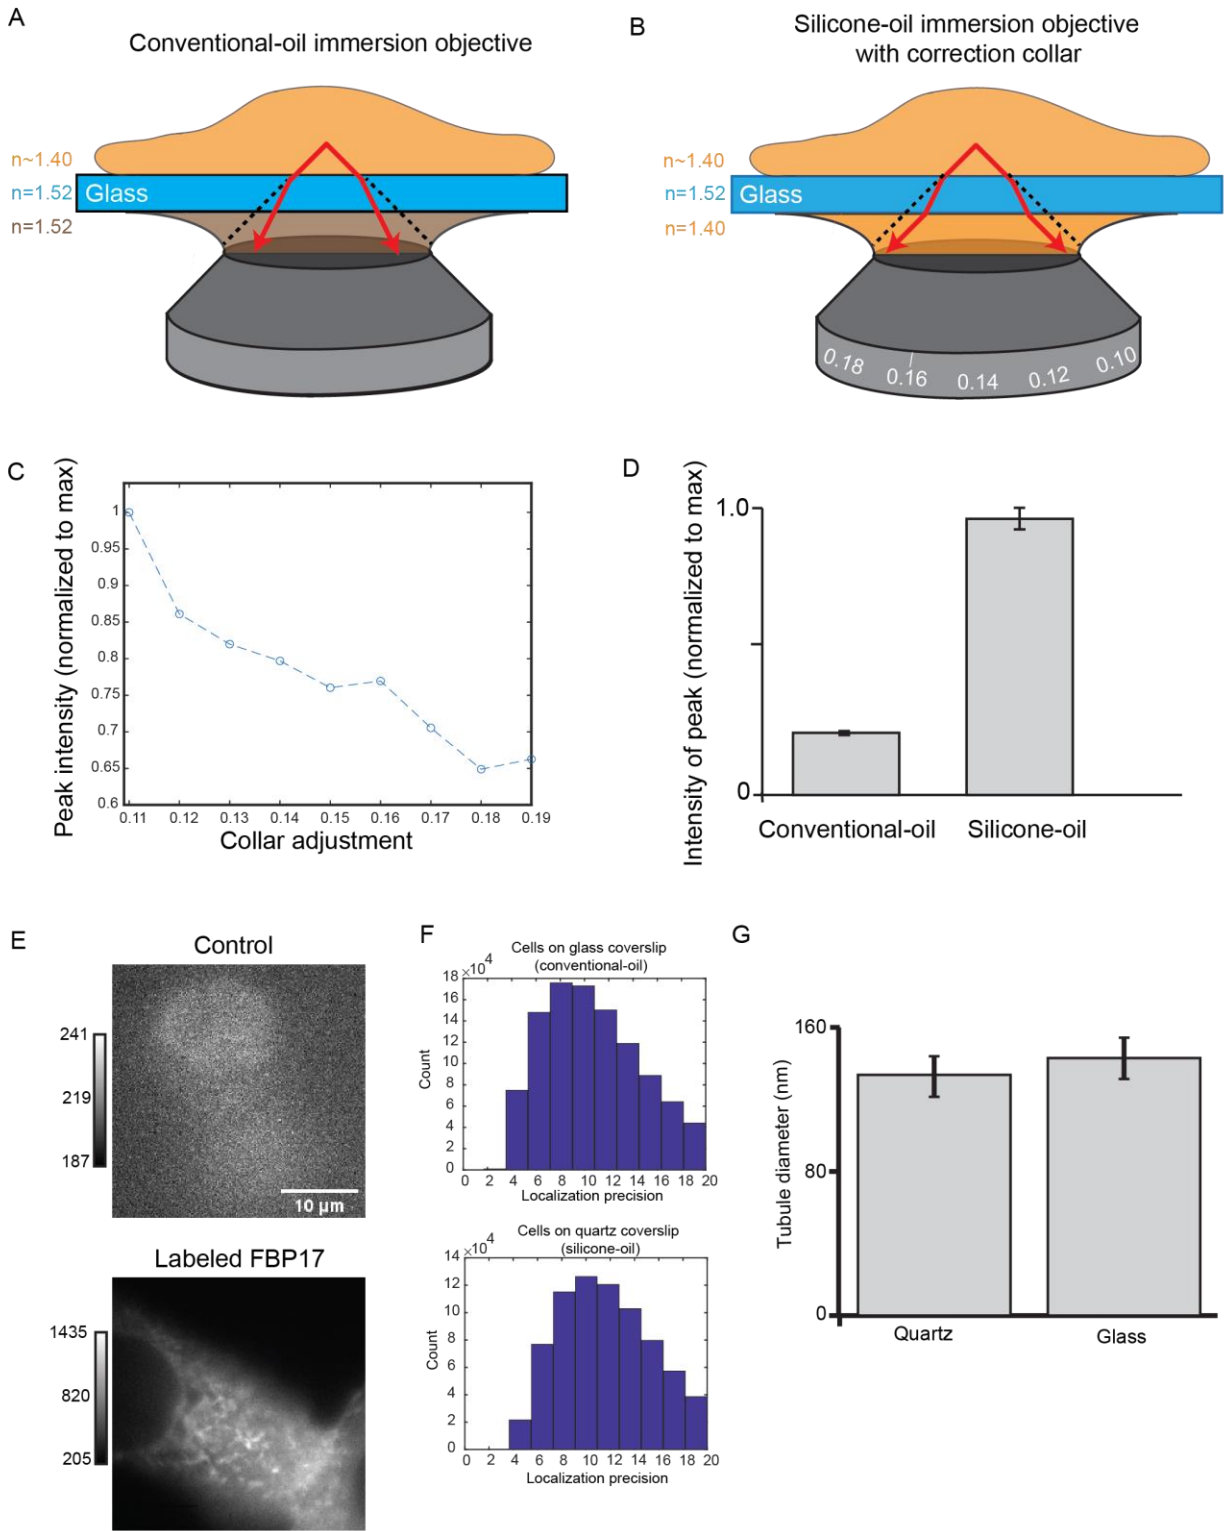 A
Conventional-oil immersion objective
n~1.40
n=1.52
Glass
n=1.52
B
Silicone-oil immersion objective
with correction collar
n~1.40
n=1.52
Glass
n=1.40
0.18 0.16 0.14 0.12 0.10
C
Peak intensity (normalized to max)
1
0.95
0.9
0.85
0.8
0.75
0.7
0.65
0.6
0.11 0.12 0.13 0.14 0.15 0.16 0.17 0.18 0.19
Collar adjustment
D
Intensity of peak (normalized to max)
1.0
0
Conventional-oil Silicone-oil
E
Control
241
219
187
10 µm
Labeled FBP17
1435
820
205
F
Cells on glass coverslip
(conventional-oil)
×10^4
18
16
14
12
10
8
6
4
2
0
Count
0 2 4 6 8 10 12 14 16 18 20
Localization precision
Cells on quartz coverslip
(silicone-oil)
×10^4
14
12
10
8
6
4
2
0
Count
0 2 4 6 8 10 12 14 16 18 20
Localization precision
G
Tubule diameter (nm)
160
80
0
Quartz Glass